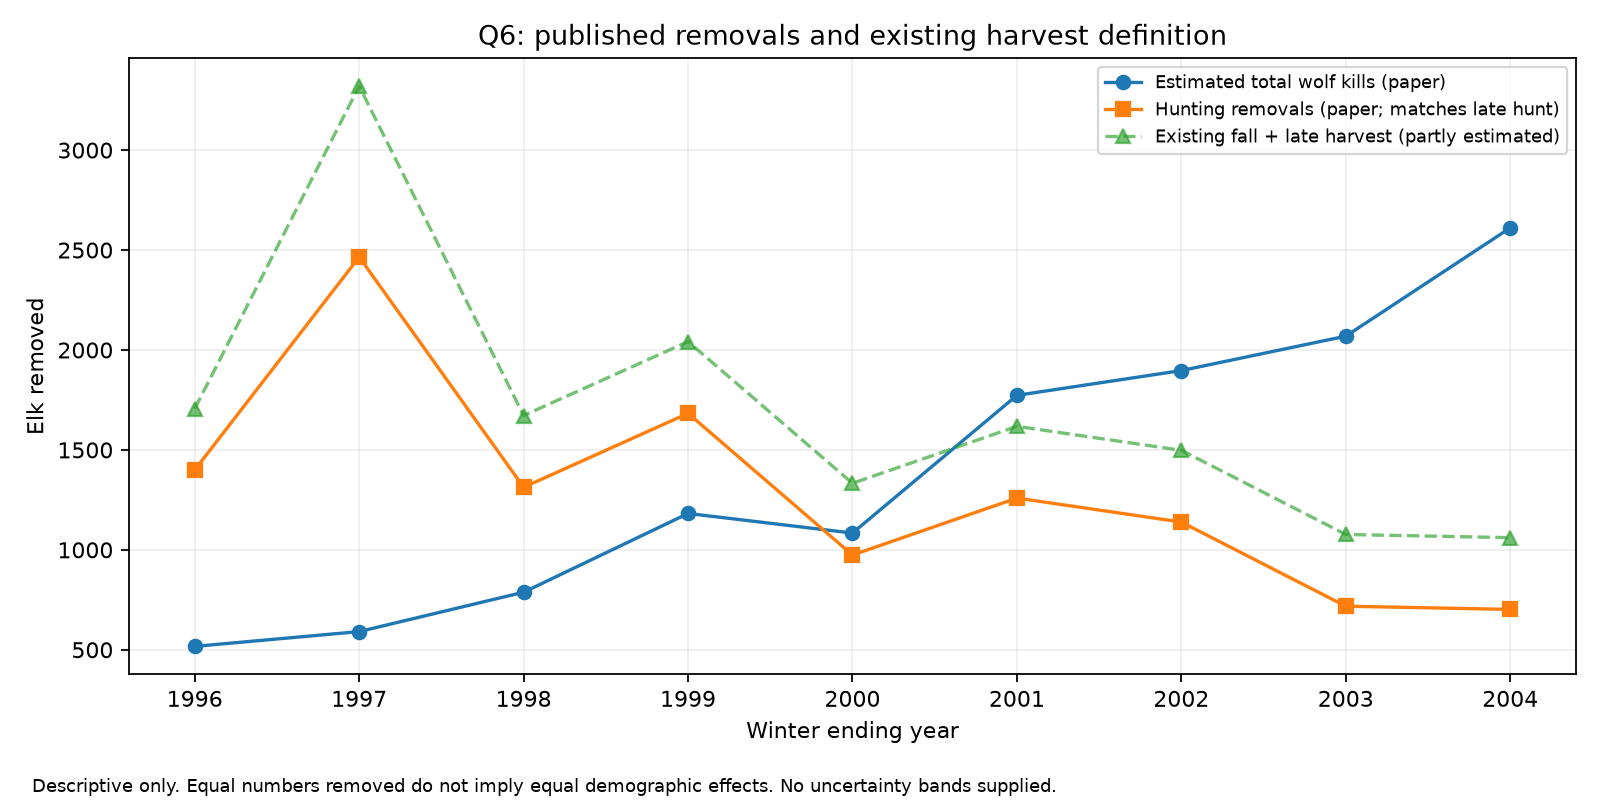 Q6: published removals and existing harvest definition
Estimated total wolf kills (paper)
Hunting removals (paper; matches late hunt)
Existing fall + late harvest (partly estimated)
Elk removed
3000
2500
2000
1500
1000
500
1996 1997 1998 1999 2000 2001 2002 2003 2004
Winter ending year
Descriptive only. Equal numbers removed do not imply equal demographic effects. No uncertainty bands supplied.